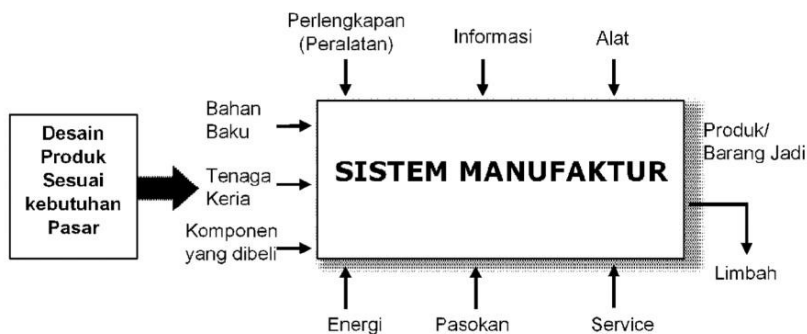 Perlengkapan
(Peralatan)
Informasi
Alat
Desain
Produk
Sesuai
kebutuhan
Pasar
Bahan
Baku
Tenaga
Keria
Komponen
yang dibeli
SISTEM MANUFAKTUR
Produk/
Barang Jadi
Limbah
Energi
Pasokan
Service